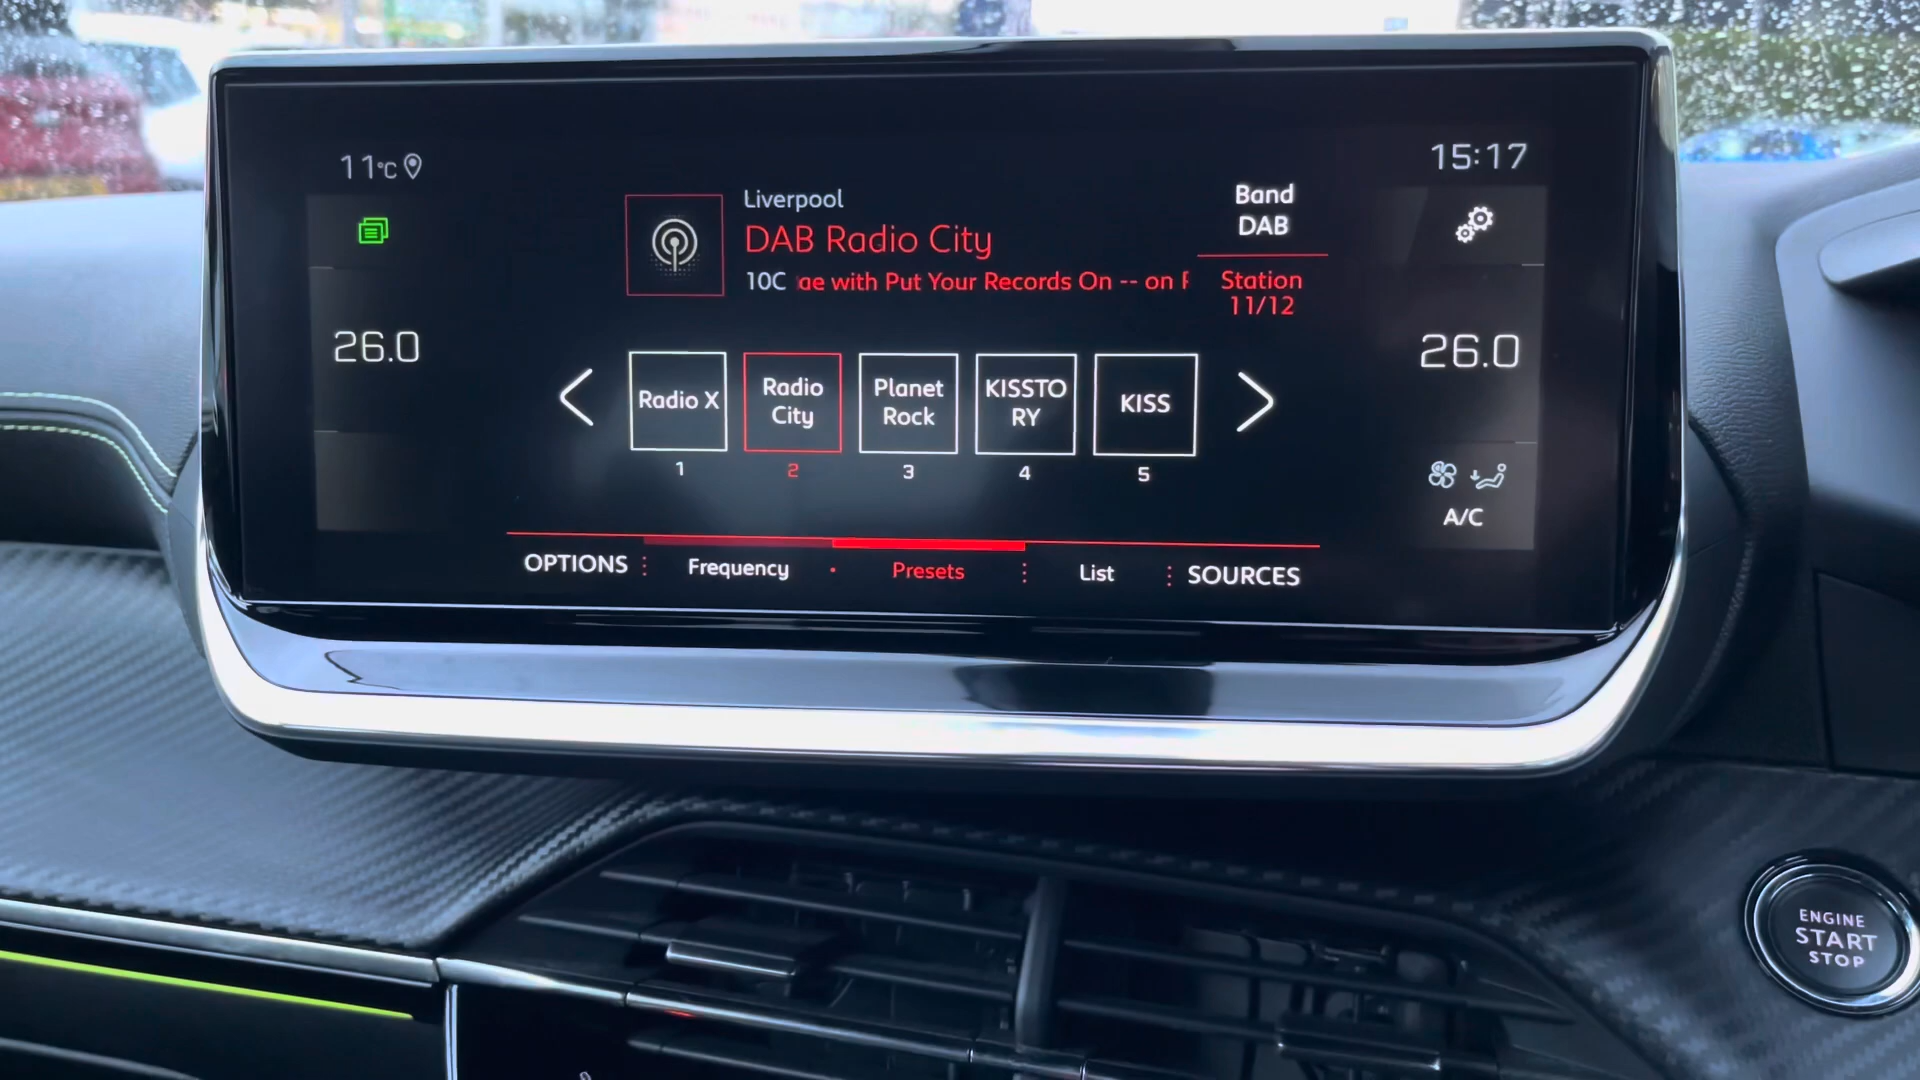 11°C
15:17
Liverpool
DAB Radio City
10C ae with Put Your Records On -- on
Band
DAB
Station
11/12
26.0
26.0
Radio X
Radio
City
Planet
Rock
KISSTO
RY
KISS
1
2
3
4
5
A/C
OPTIONS
Frequency
Presets
List
SOURCES
ENGINE
START
STOP